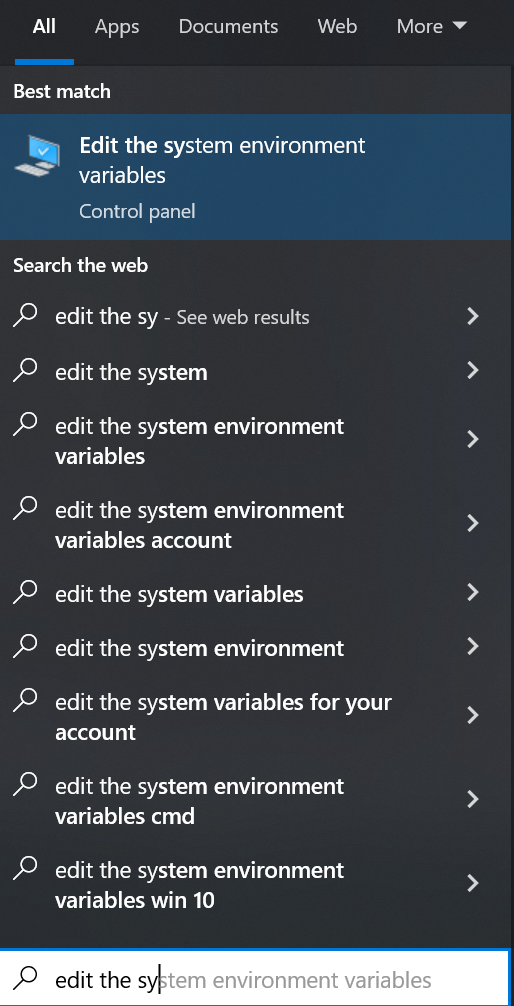 All Apps Documents Web More
Best match
Edit the system environment
variables
Control panel
Search the web
edit the sy - See web results
edit the system
edit the system environment
variables
edit the system environment
variables account
edit the system variables
edit the system environment
edit the system variables for your
account
edit the system environment
variables cmd
edit the system environment
variables win 10
edit the system environment variables